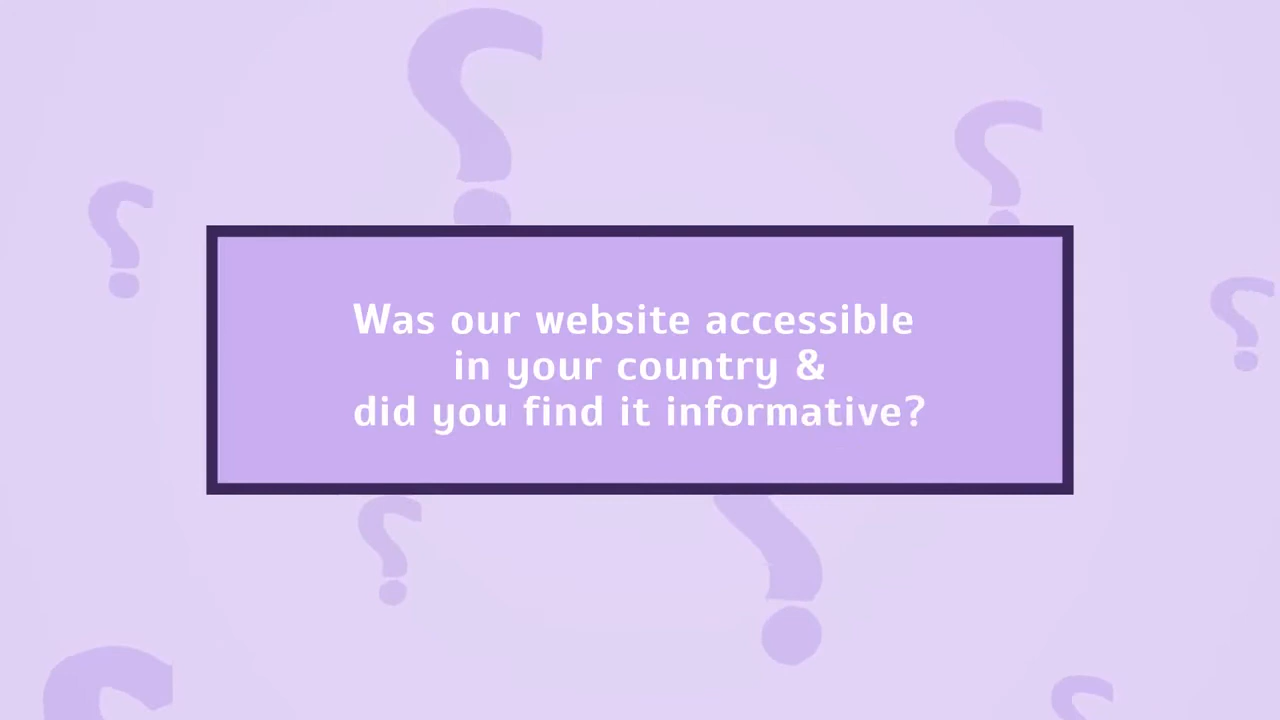 Was our website accessible
in your country &
did you find it informative?